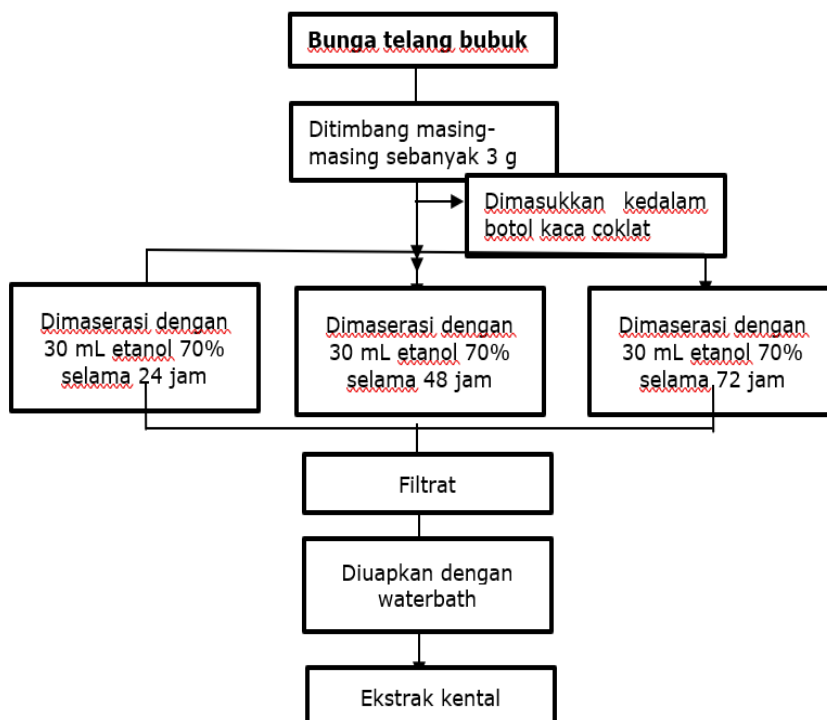 Bunga telang bubuk
Ditimbang masing-
masing sebanyak 3 g
Dimasukkan kedalam
botol kaca coklat
Dimaserasi dengan
30 mL etanol 70%
selama 24 jam
Dimaserasi dengan
30 mL etanol 70%
selama 48 jam
Dimaserasi dengan
30 mL etanol 70%
selama 72 jam
Filtrat
Diuapkan dengan
waterbath
Ekstrak kental